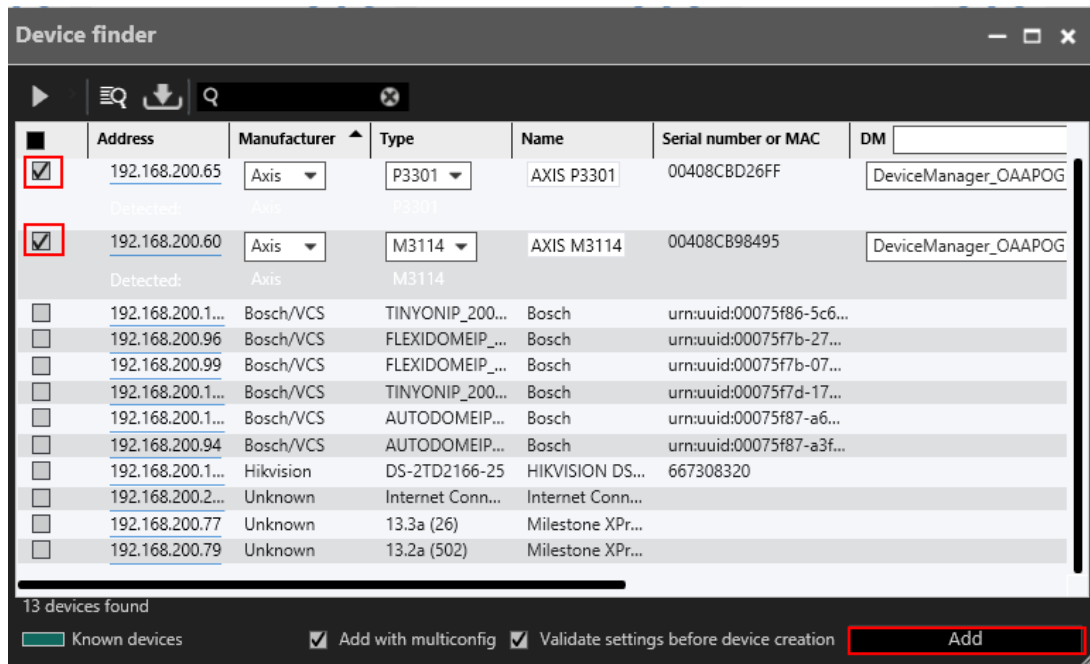 Device finder
Address Manufacturer Type Name Serial number or MAC DM
192.168.200.65 Axis P3301 AXIS P3301 00408CBD26FF DeviceManager_OAAPOG
Detected: Axis P3301
192.168.200.60 Axis M3114 AXIS M3114 00408CB98495 DeviceManager_OAAPOG
Detected: Axis M3114
192.168.200.1... Bosch/VCS TINYONIP_200... Bosch urn:uuid:00075f86-5c6...
192.168.200.96 Bosch/VCS FLEXIDOMEIP_... Bosch urn:uuid:00075f7b-27...
192.168.200.99 Bosch/VCS FLEXIDOMEIP_... Bosch urn:uuid:00075f7b-07...
192.168.200.1... Bosch/VCS TINYONIP_200... Bosch urn:uuid:00075f7d-17...
192.168.200.1... Bosch/VCS AUTODOMEIP... Bosch urn:uuid:00075f87-a6...
192.168.200.94 Bosch/VCS AUTODOMEIP... Bosch urn:uuid:00075f87-a3f...
192.168.200.1... Hikvision DS-2TD2166-25 HIKVISION DS... 667308320
192.168.200.2... Unknown Internet Conn... Internet Conn...
192.168.200.77 Unknown 13.3a (26) Milestone XPr...
192.168.200.79 Unknown 13.2a (502) Milestone XPr...
13 devices found
Known devices Add with multiconfig Validate settings before device creation Add